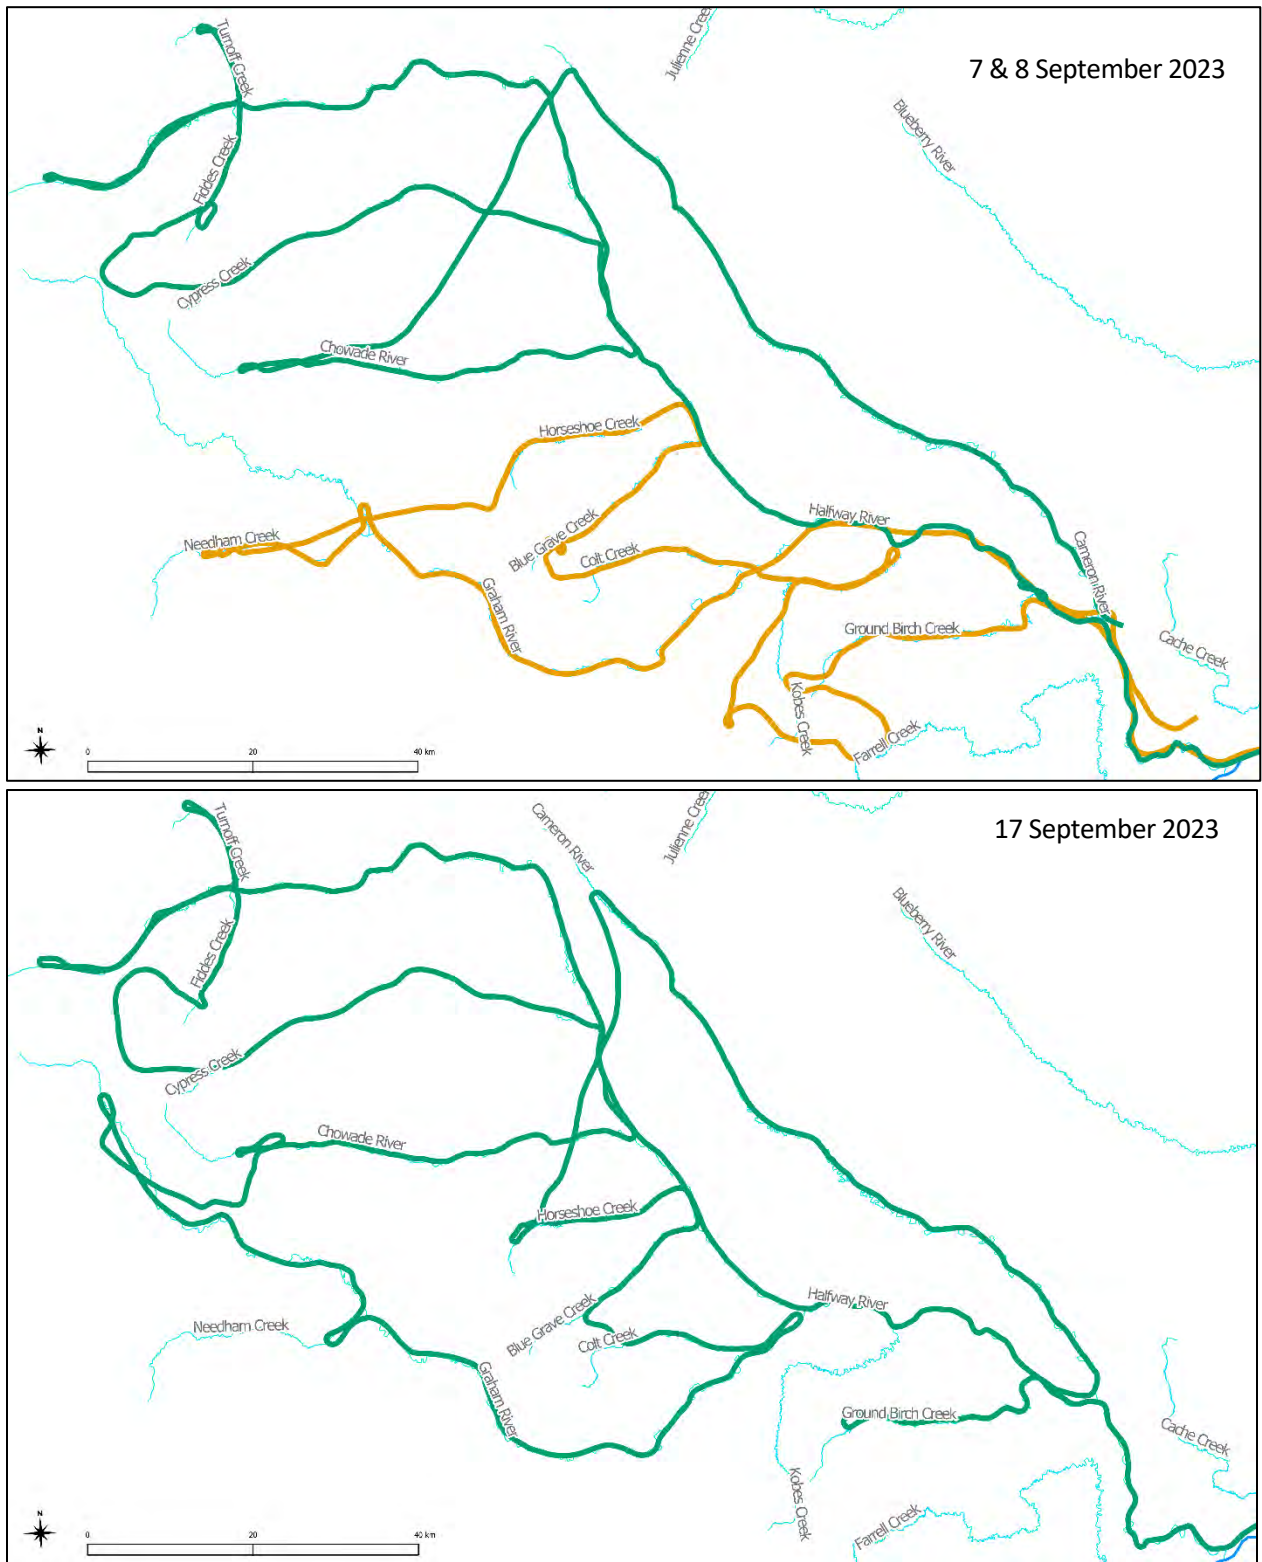 Turnoff Creek
Julienne Creek
7 & 8 September 2023
Blueberry River
Fiddes Creek
Cypress Creek
Chowade River
Horseshoe Creek
Halfway River
Needham Creek
Blue Grave Creek
Colt Creek
Cameron River
Graham River
Ground Birch Creek
Cache Creek
Kobes Creek
Farrell Creek
N
0 20 40 km
Turnoff Creek
Cameron River
Julienne Creek
17 September 2023
Blueberry River
Fiddes Creek
Cypress Creek
Chowade River
Horseshoe Creek
Halfway River
Needham Creek
Blue Grave Creek
Colt Creek
Graham River
Ground Birch Creek
Cache Creek
Kobes Creek
Farrell Creek
N
0 20 40 km